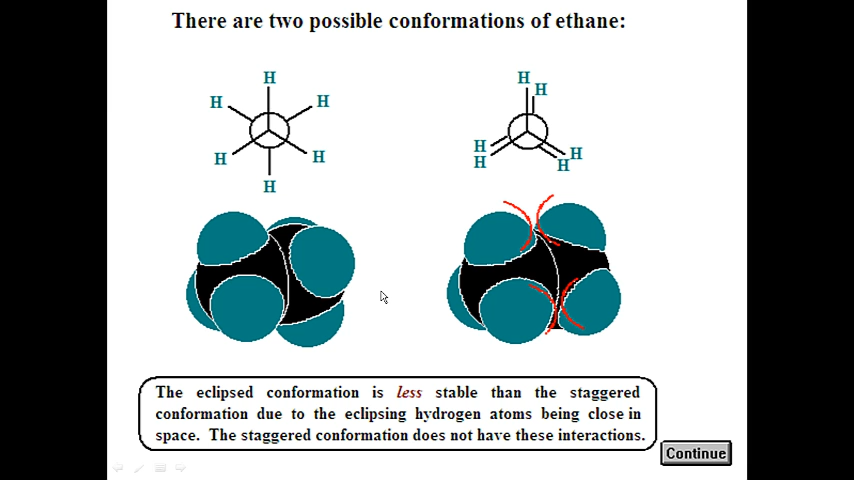 There are two possible conformations of ethane:
H
H
H
H
H
H
H
H
H
H
H
H
The eclipsed conformation is less stable than the staggered
conformation due to the eclipsing hydrogen atoms being close in
space. The staggered conformation does not have these interactions.
Continue